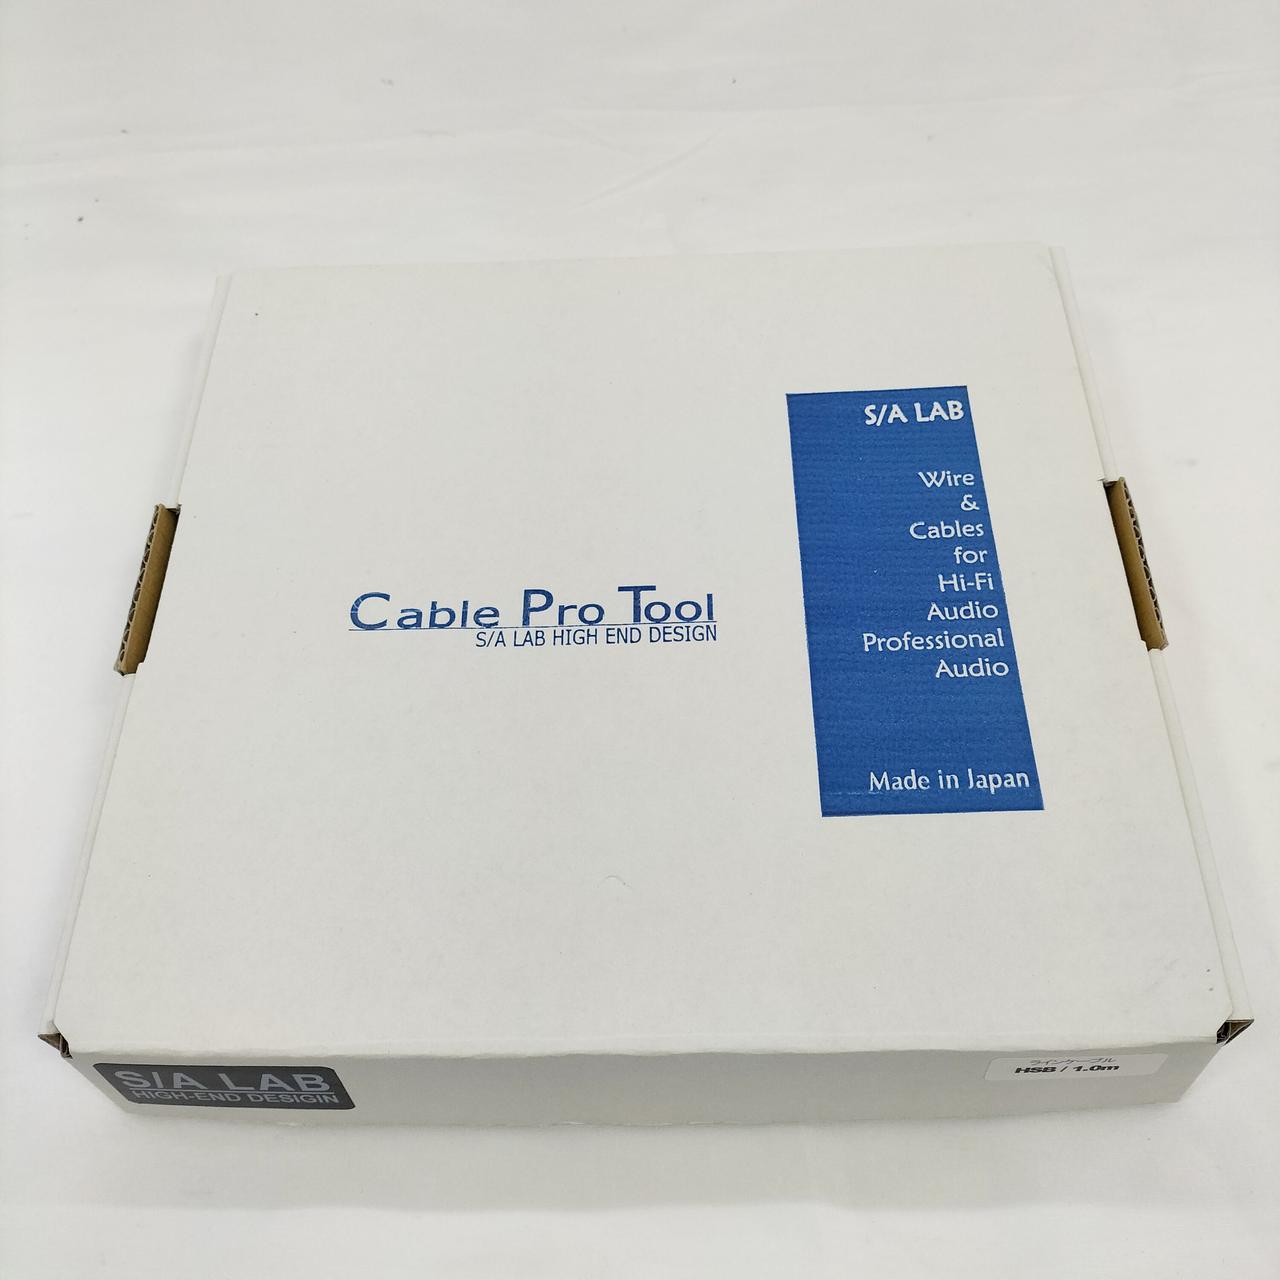 S/A LAB
Wire
&
Cables
for
Hi-Fi
Audio
Professional
Audio
Made in Japan
Cable Pro Tool
S/A LAB HIGH END DESIGN
S/A LAB
HIGH-END DESIGIN
ラインケーブル
HSB / 1.0m